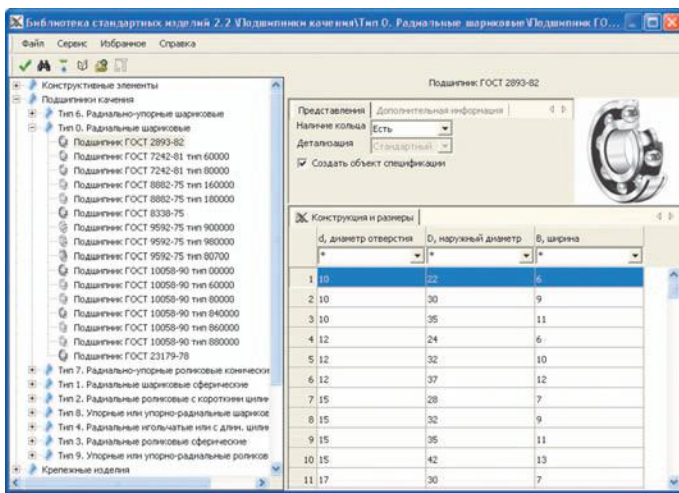 Библиотека стандартных изделий 2.2 \Подшипники качения\Тип 0. Радиальные шариковые\Подшипник ГО...
Файл Сервис Избранное Справка
Конструктивные элементы
Подшипники качения
Тип 6. Радиально-упорные шариковые
Тип 0. Радиальные шариковые
Подшипник ГОСТ 2893-82
Подшипник ГОСТ 7242-81 тип 60000
Подшипник ГОСТ 7242-81 тип 80000
Подшипник ГОСТ 8882-75 тип 160000
Подшипник ГОСТ 8882-75 тип 180000
Подшипник ГОСТ 8338-75
Подшипник ГОСТ 9592-75 тип 900000
Подшипник ГОСТ 9592-75 тип 980000
Подшипник ГОСТ 9592-75 тип 80700
Подшипник ГОСТ 10058-90 тип 00000
Подшипник ГОСТ 10058-90 тип 60000
Подшипник ГОСТ 10058-90 тип 80000
Подшипник ГОСТ 10058-90 тип 840000
Подшипник ГОСТ 10058-90 тип 860000
Подшипник ГОСТ 10058-90 тип 880000
Подшипник ГОСТ 23179-78
Тип 7. Радиально-упорные роликовые конически
Тип 1. Радиальные шариковые сферические
Тип 2. Радиальные роликовые с короткими цилин
Тип 8. Упорные или упорно-радиальные шариков
Тип 4. Радиальные игольчатые или с длин. цилин
Тип 3. Радиальные роликовые сферические
Тип 9. Упорные или упорно-радиальные роликов
Крепежные изделия
Подшипник ГОСТ 2893-82
Представления Дополнительная информация
Наличие кольца Есть
Детализация Стандартный
Создать объект спецификации
Конструкция и размеры
d, диаметр отверстия D, наружный диаметр B, ширина
* * *
1 10 22 6
2 10 30 9
3 10 35 11
4 12 24 6
5 12 32 10
6 12 37 12
7 15 28 7
8 15 32 9
9 15 35 11
10 15 42 13
11 17 30 7